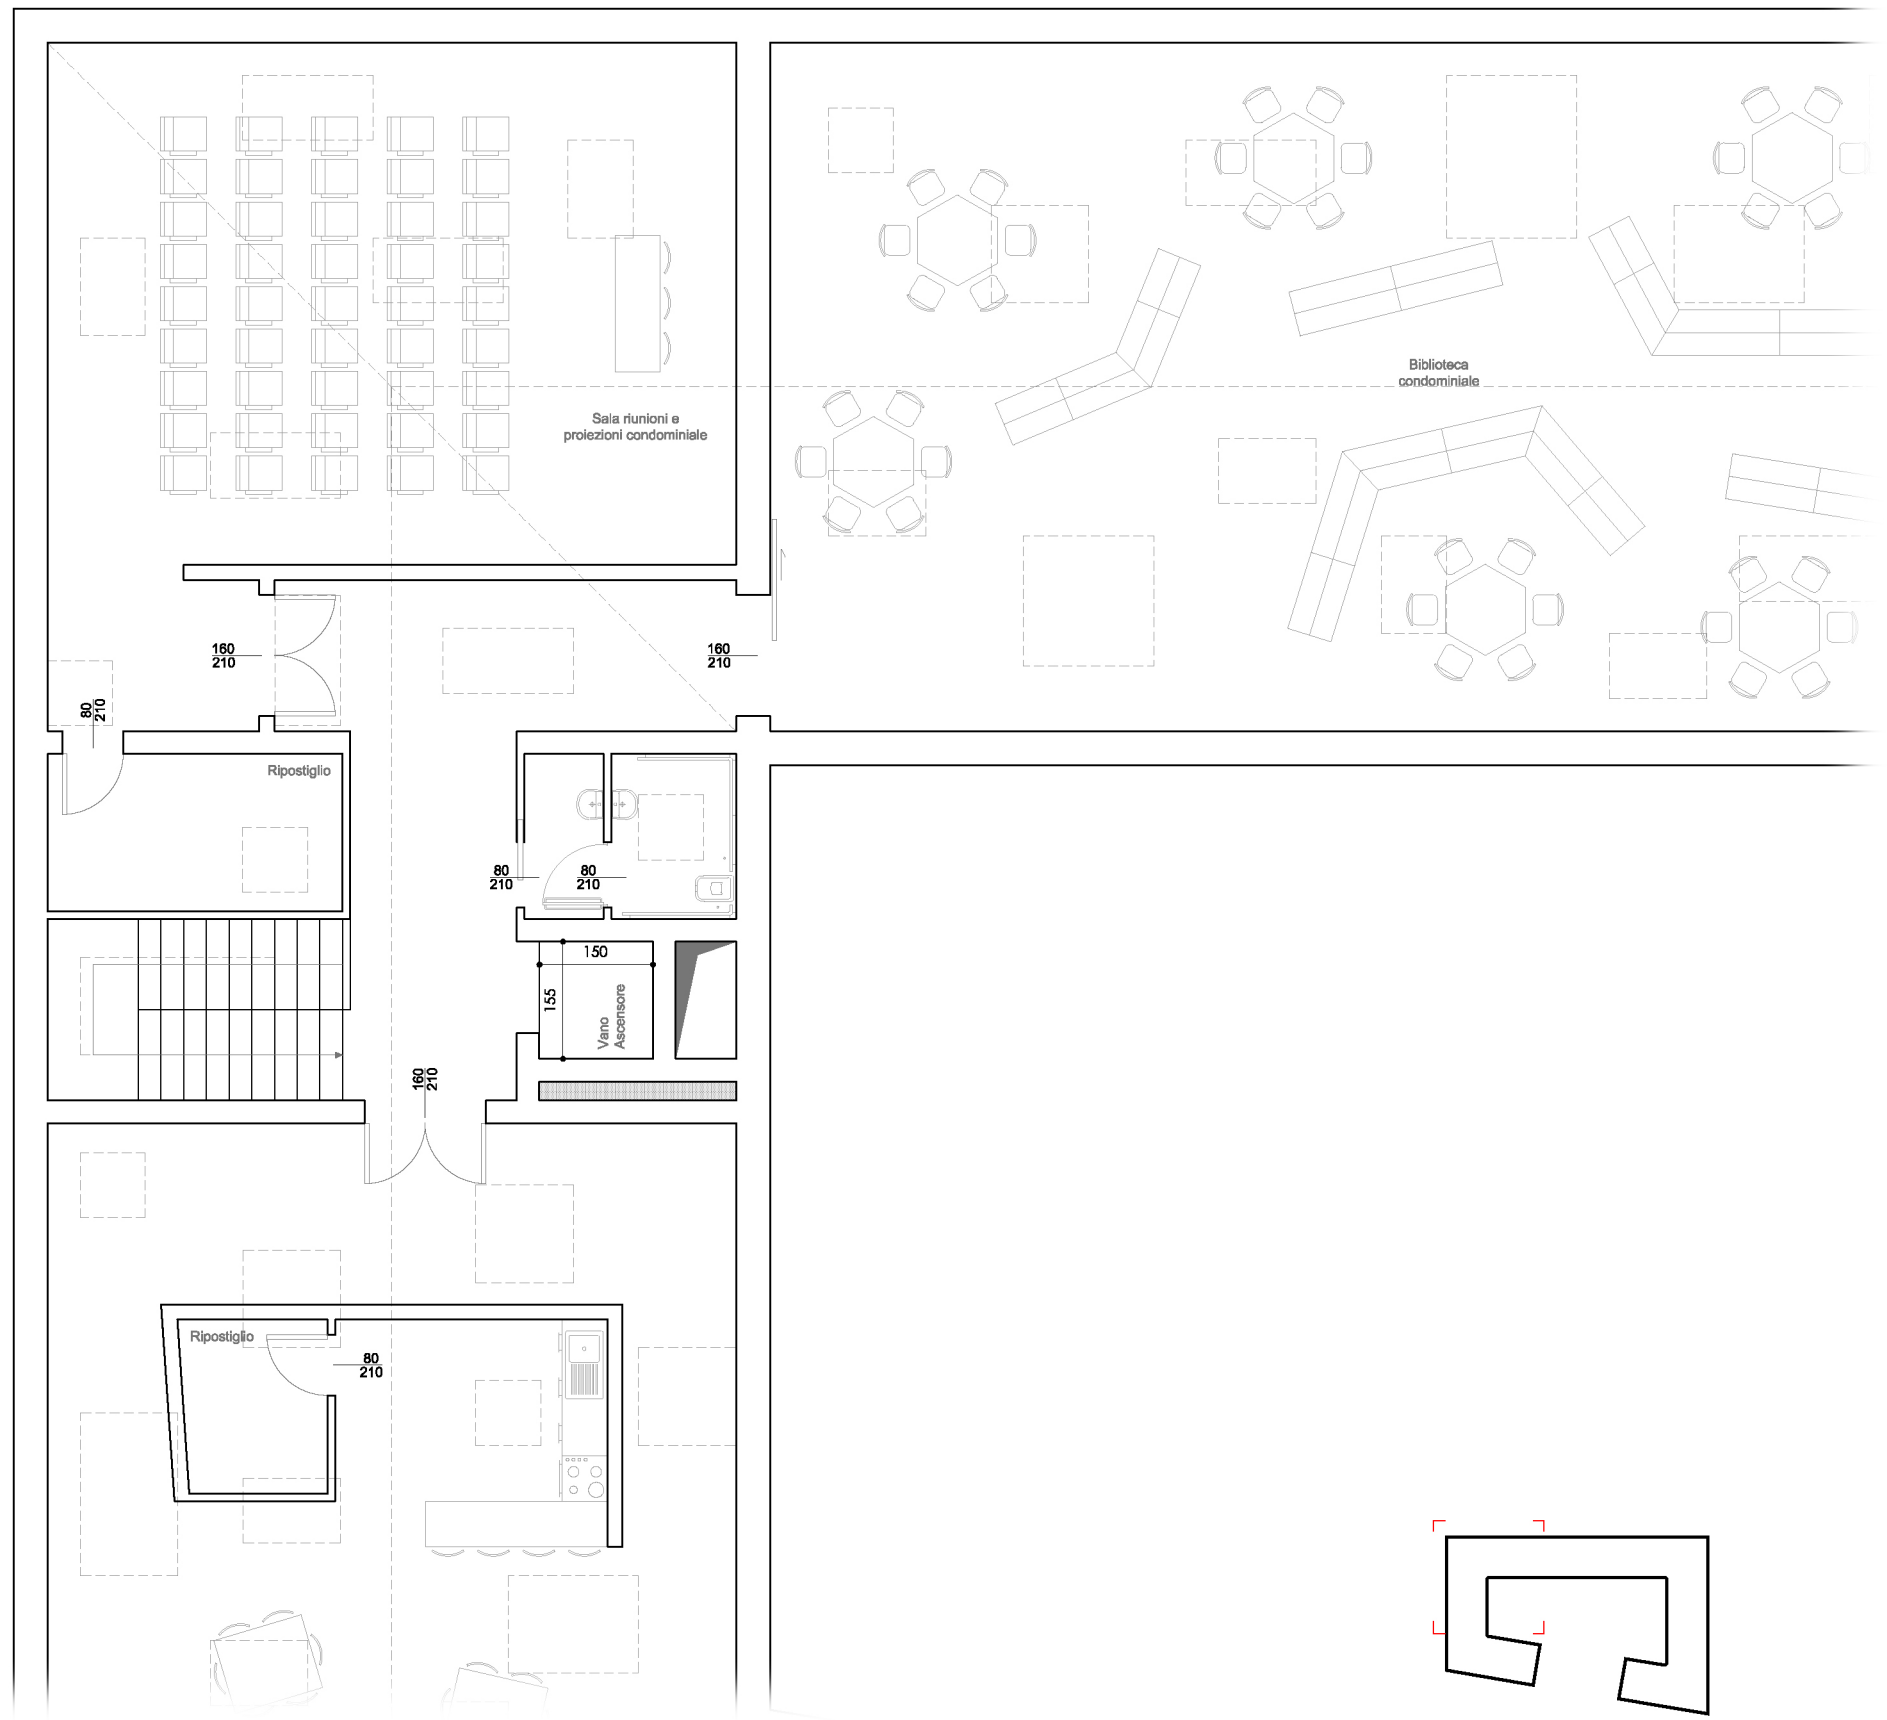 Biblioteca
condominiale
Sala riunioni e
proiezioni condominiale
160
210
160
210
80
210
Ripostiglio
80
210
80
210
150
155
Vano
Ascensore
160
210
Ripostiglio
80
210